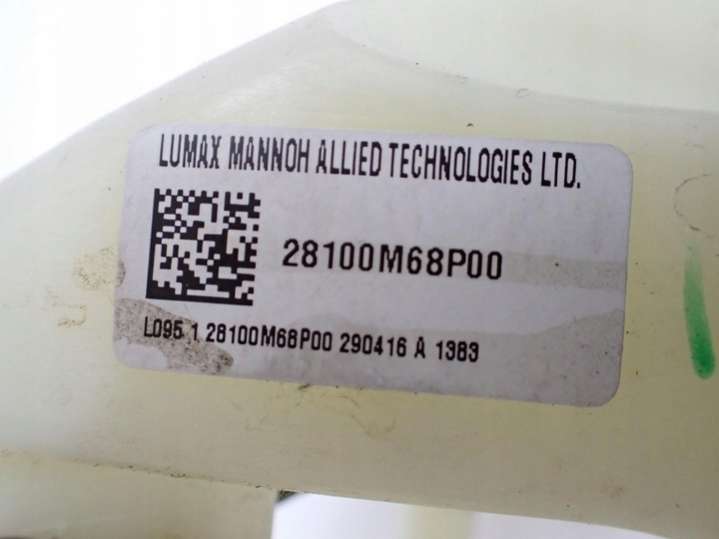 LUMAX MANNOH ALLIED TECHNOLOGIES LTD.
28100M68P00
L095 1 28100M68P00 290416 A 1383